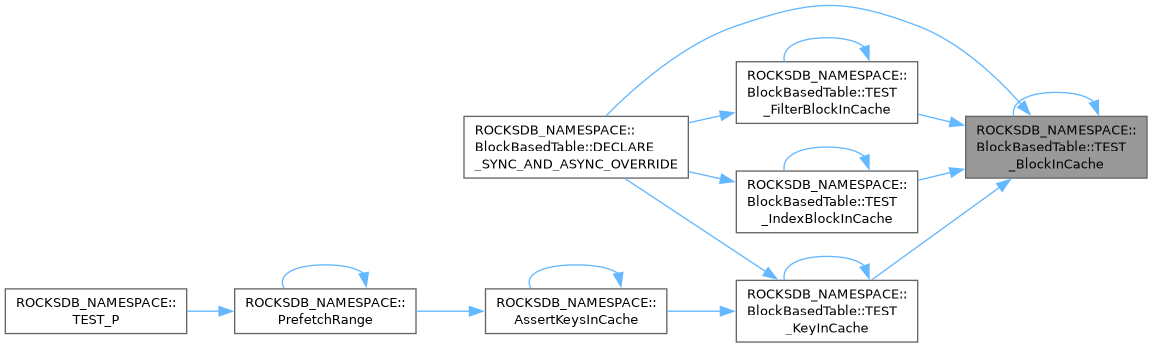 ROCKSDB_NAMESPACE::
BlockBasedTable::TEST
_FilterBlockInCache
ROCKSDB_NAMESPACE::
BlockBasedTable::DECLARE
_SYNC_AND_ASYNC_OVERRIDE
ROCKSDB_NAMESPACE::
BlockBasedTable::TEST
_BlockInCache
ROCKSDB_NAMESPACE::
BlockBasedTable::TEST
_IndexBlockInCache
ROCKSDB_NAMESPACE::
TEST_P
ROCKSDB_NAMESPACE::
PrefetchRange
ROCKSDB_NAMESPACE::
AssertKeysInCache
ROCKSDB_NAMESPACE::
BlockBasedTable::TEST
_KeyInCache